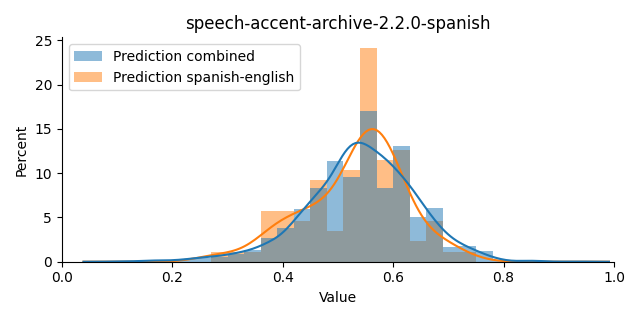 speech-accent-archive-2.2.0-spanish
Prediction combined
Prediction spanish-english
Percent
25
20
15
10
5
0
0.0 0.2 0.4 0.6 0.8 1.0
Value